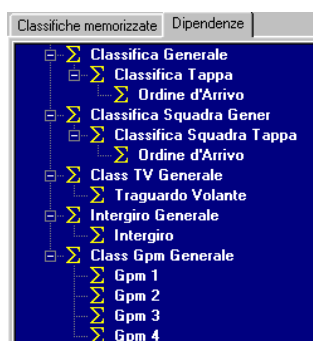 Classifiche memorizzate Dipendenze
Σ Classifica Generale
Σ Classifica Tappa
Σ Ordine d'Arrivo
Σ Classifica Squadra Gener
Σ Classifica Squadra Tappa
Σ Ordine d'Arrivo
Σ Class TV Generale
Σ Traguardo Volante
Σ Intergiro Generale
Σ Intergiro
Σ Class Gpm Generale
Σ Gpm 1
Σ Gpm 2
Σ Gpm 3
Σ Gpm 4